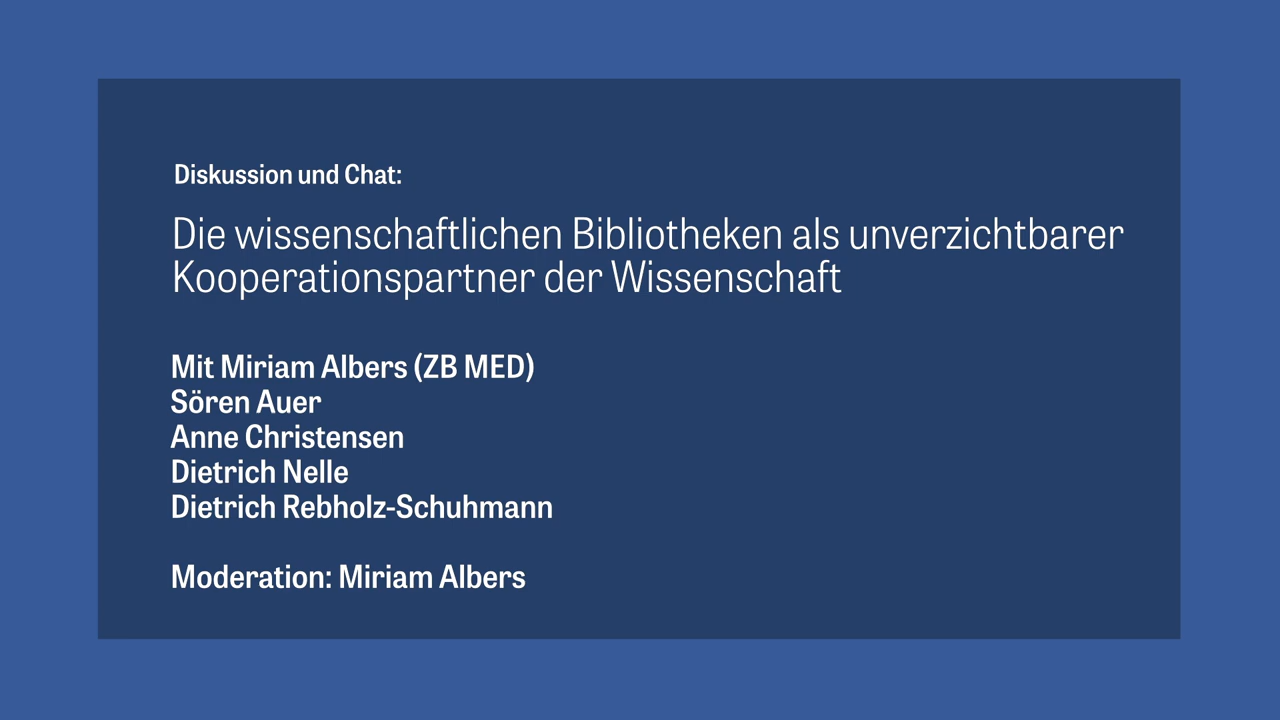 Diskussion und Chat:
Die wissenschaftlichen Bibliotheken als unverzichtbarer
Kooperationspartner der Wissenschaft
Mit Miriam Albers (ZB MED)
Sören Auer
Anne Christensen
Dietrich Nelle
Dietrich Rebholz-Schuhmann
Moderation: Miriam Albers